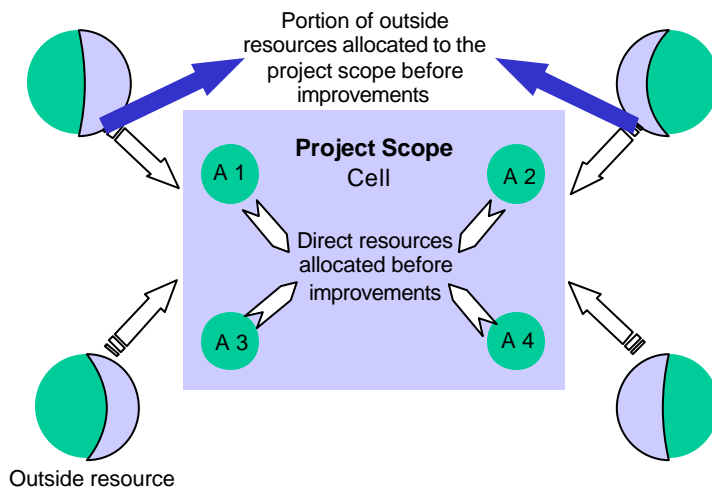 Portion of outside
resources allocated to the
project scope before
improvements
Project Scope
Cell
A 1
A 2
Direct resources
allocated before
improvements
A 3
A 4
Outside resource